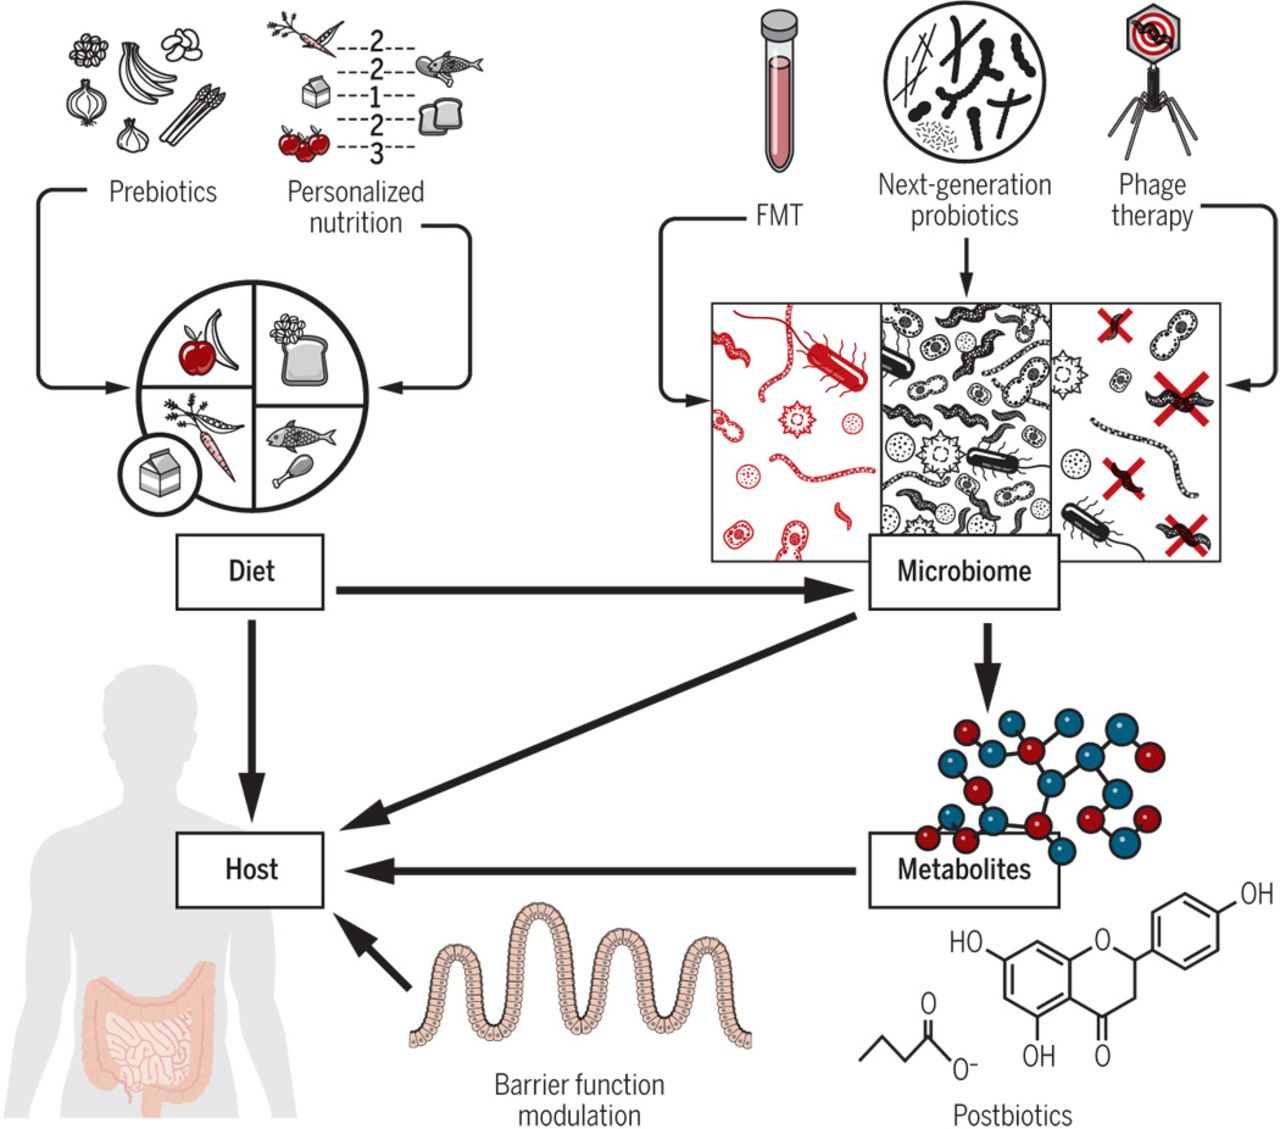 2
2
1
2
3
Prebiotics
Personalized
nutrition
FMT
Next-generation
probiotics
Phage
therapy
Diet
Microbiome
Host
Metabolites
OH
HO
O
O
OH
O
O-
Barrier function
modulation
Postbiotics